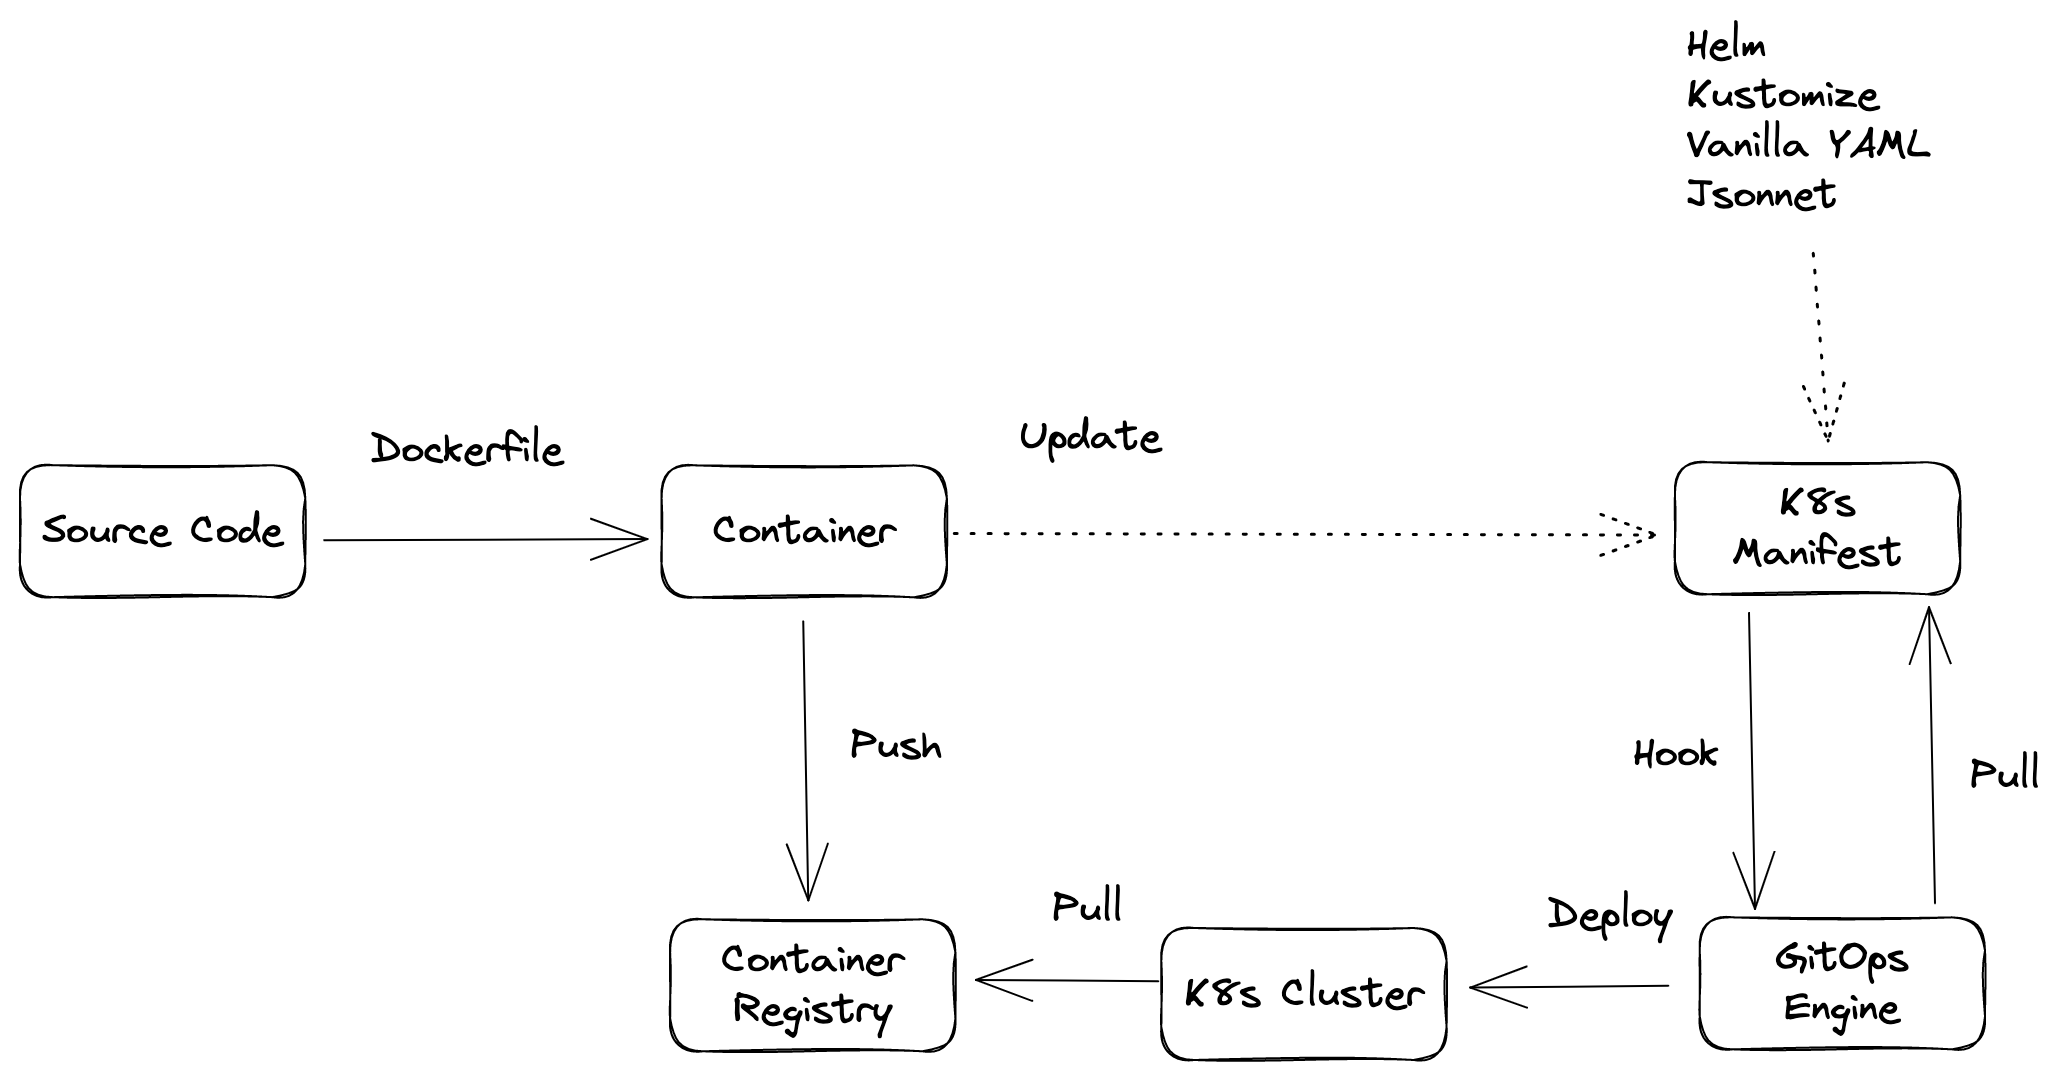 Helm
Kustomize
Vanilla YAML
Jsonnet
Dockerfile
Update
Source Code
Container
K8s
Manifest
Push
Hook
Pull
Pull
Deploy
Container
Registry
K8s Cluster
GitOps
Engine